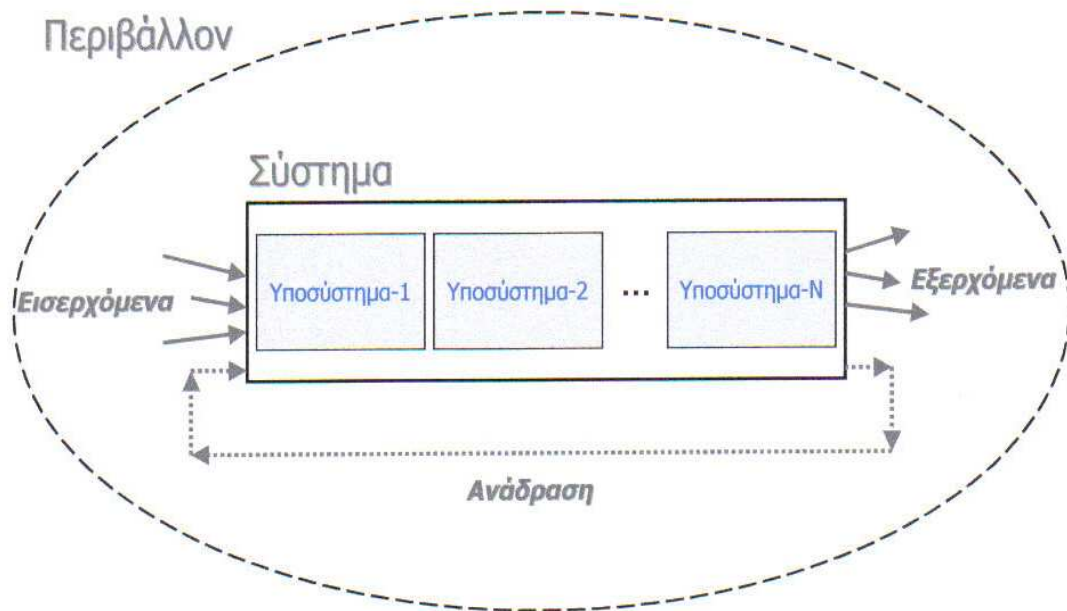 Περιβάλλον
Σύστημα
Εισερχόμενα
Υποσύστημα-1
Υποσύστημα-2
...
Υποσύστημα-Ν
Εξερχόμενα
Ανάδραση